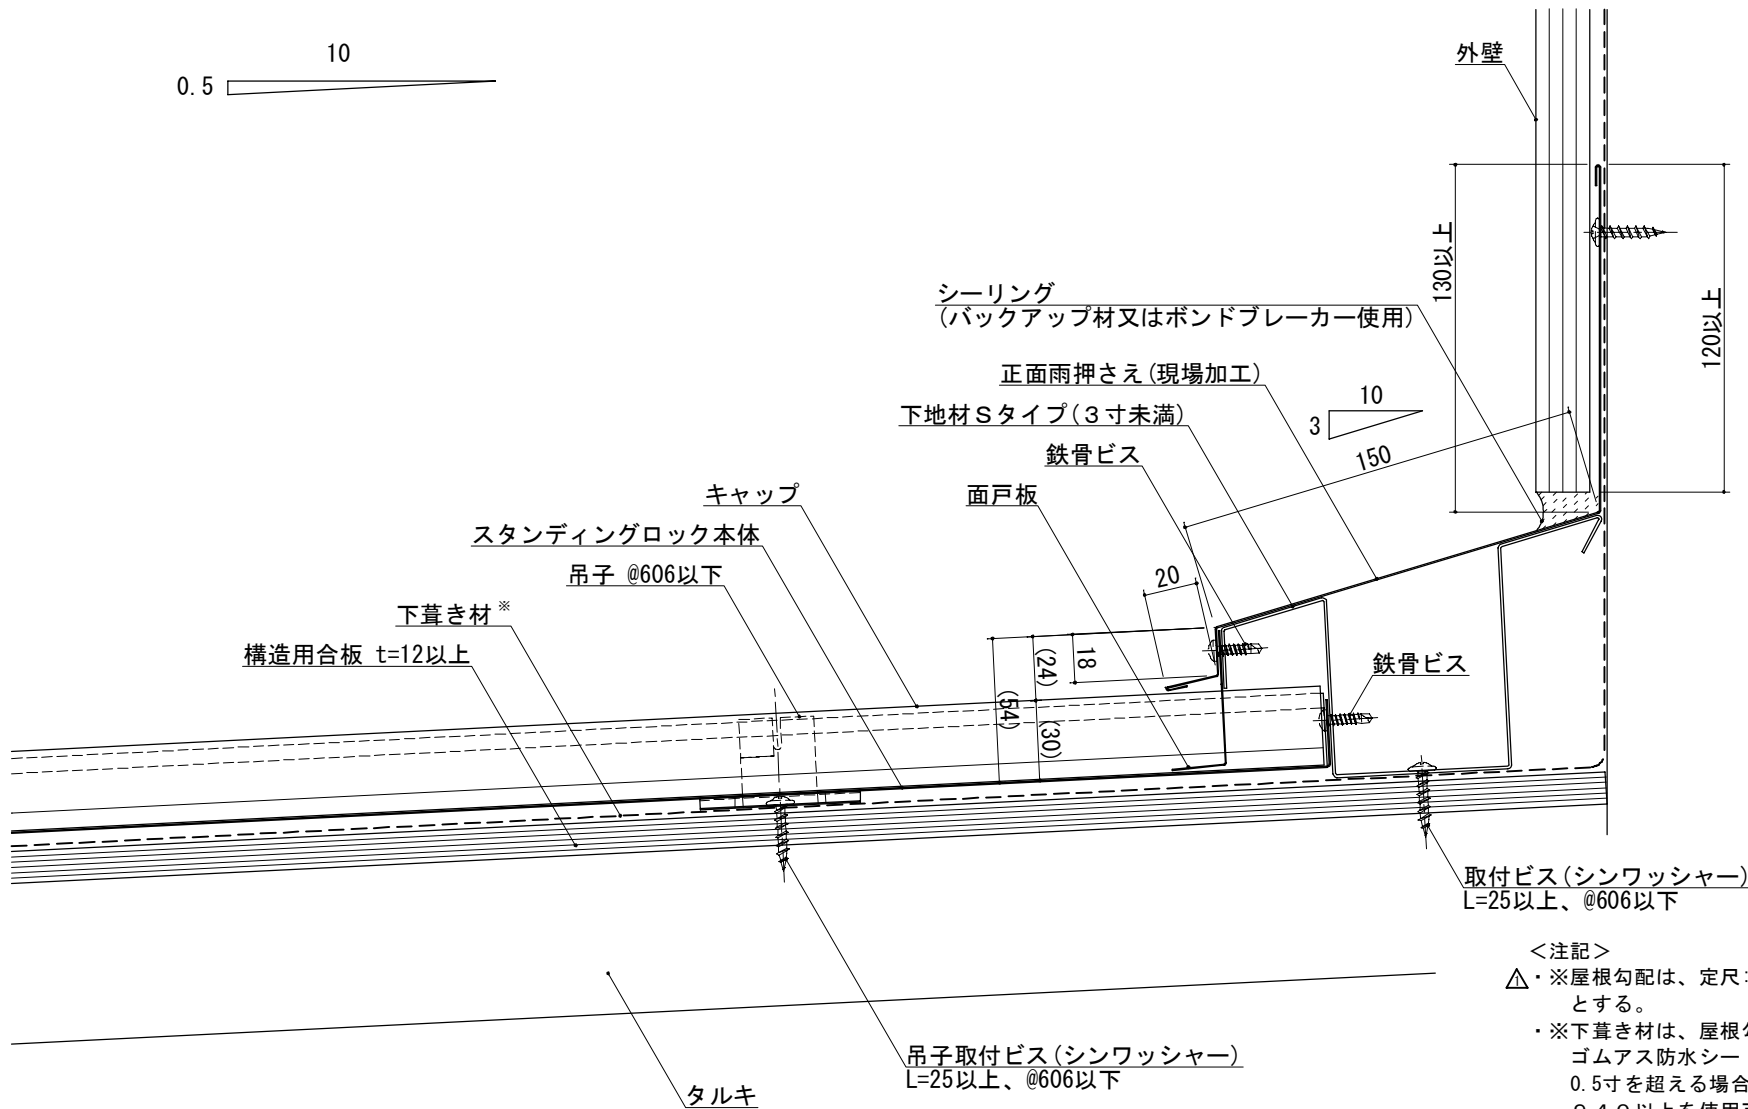 10
0.5
外壁
130以上
120以上
シーリング
(バックアップ材又はボンドブレーカー使用)
正面雨押さえ(現場加工)
10
3
下地材Sタイプ(3寸未満)
鉄骨ビス
150
キャップ
面戸板
スタンディングロック本体
吊子 @606以下
20
下葺き材※
構造用合板 t=12以上
18
(24)
(54)
(30)
鉄骨ビス
取付ビス(シンワッシャー)
L=25以上、@606以下
<注記>
・※屋根勾配は、定尺
とする。
・※下葺き材は、屋根
ゴムアス防水シー
0.5寸を超える場合
吊子取付ビス(シンワッシャー)
L=25以上、@606以下
タルキ